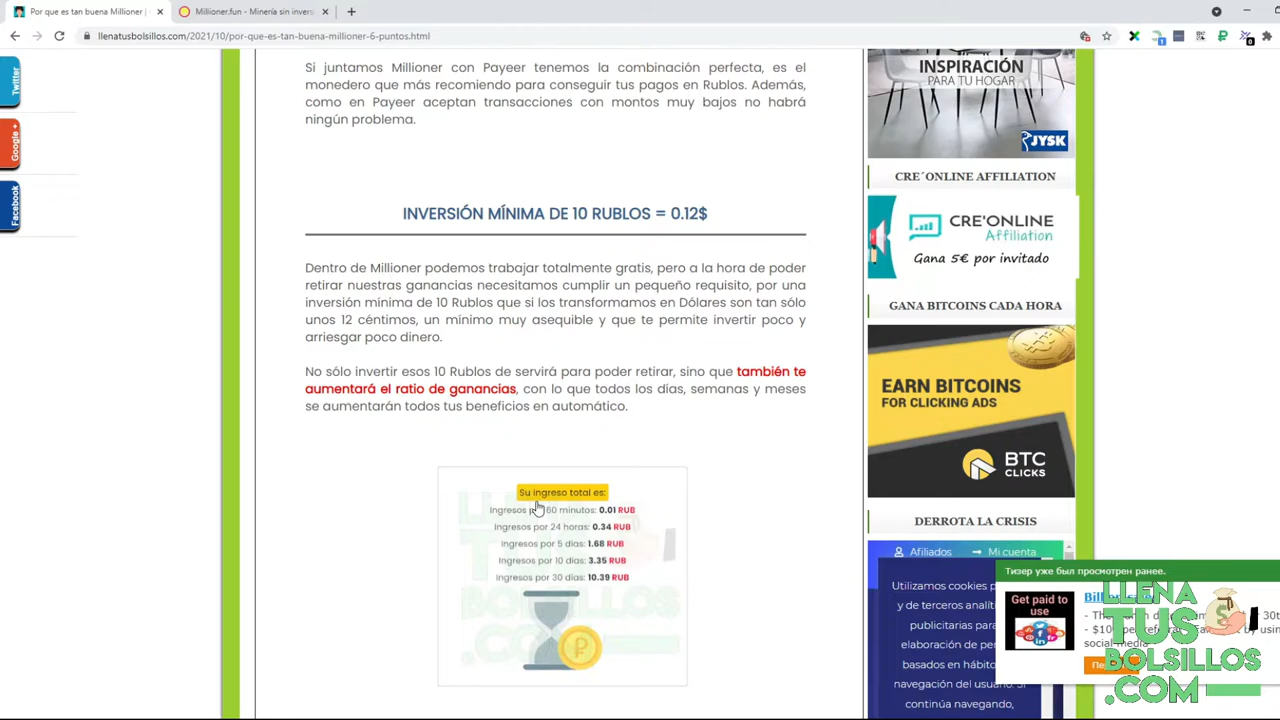 Por que es tan buena Millioner |
Millioner.fun - Minería sin invers
llenatusbolsillos.com/2021/10/por-que-es-tan-buena-millioner-6-puntos.html
Twitter
Google +
Facebook
Si juntamos Millioner con Payeer tenemos la combinación perfecta, es el
monedero que más recomiendo para conseguir tus pagos en Rublos. Además,
como en Payeer aceptan transacciones con montos muy bajos no habrá
ningún problema.
INVERSIÓN MÍNIMA DE 10 RUBLOS = 0.12$
Dentro de Millioner podemos trabajar totalmente gratis, pero a la hora de poder
retirar nuestras ganancias necesitamos cumplir un pequeño requisito, por una
inversión mínima de 10 Rublos que si los transformamos en Dólares son tan sólo
unos 12 céntimos, un mínimo muy asequible y que te permite invertir poco y
arriesgar poco dinero.
No sólo invertir esos 10 Rublos de servirá para poder retirar, sino que también te
aumentará el ratio de ganancias, con lo que todos los días, semanas y meses
se aumentarán todos tus beneficios en automático.
Su ingreso total es:
Ingresos por 60 minutos: 0.01 RUB
Ingresos por 24 horas: 0.34 RUB
Ingresos por 5 días: 1.68 RUB
Ingresos por 10 días: 3.35 RUB
Ingresos por 30 días: 10.39 RUB
INSPIRACIÓN
PARA TU HOGAR
JYSK
CRE´ONLINE AFFILIATION
CRE'ONLINE
Affiliation
Gana 5€ por invitado
GANA BITCOINS CADA HORA
EARN BITCOINS
FOR CLICKING ADS
BTC
CLICKS
DERROTA LA CRISIS
Afiliados
Mi cuenta
Utilizamos cookies p
y de terceros analíti
publicitarias para
elaboración de per
basados en hábito
navegación del usuario. Si
continúa navegando,
Тизер уже был просмотрен ранее.
Get paid to
use
social media
LLENA
TUS
BOLSILLOS
.COM